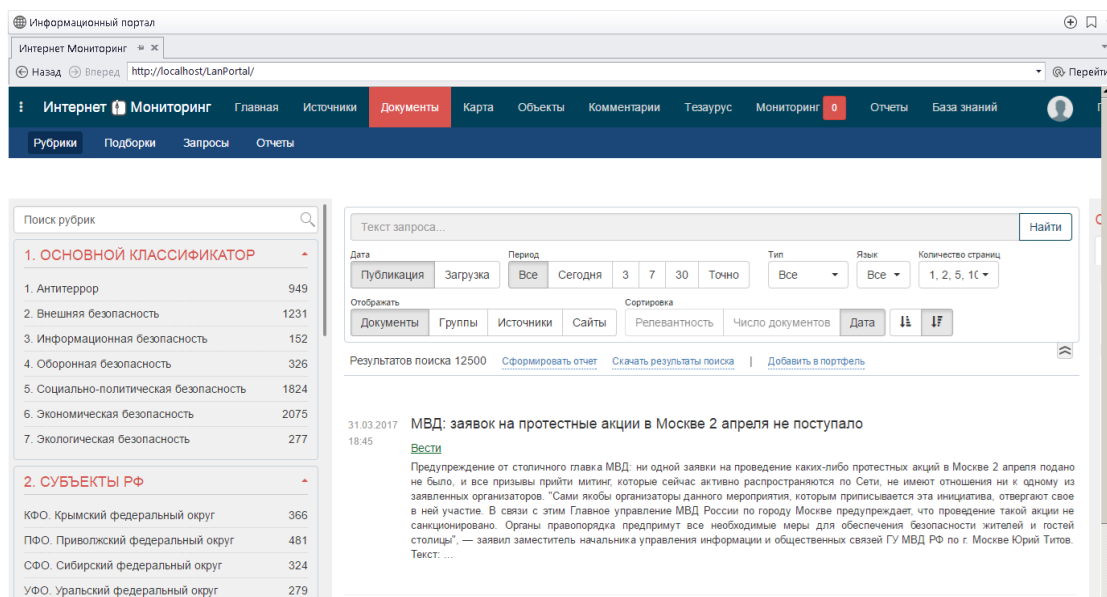 Информационный портал
Интернет Мониторинг
Назад Вперед http://localhost/LanPortal/ Перейти
Интернет Мониторинг Главная Источники Документы Карта Объекты Комментарии Тезаурус Мониторинг 0 Отчеты База знаний
Рубрики Подборки Запросы Отчеты
Поиск рубрик
1. ОСНОВНОЙ КЛАССИФИКАТОР
1. Антитеррор 949
2. Внешняя безопасность 1231
3. Информационная безопасность 152
4. Оборонная безопасность 326
5. Социально-политическая безопасность 1824
6. Экономическая безопасность 2075
7. Экологическая безопасность 277
2. СУБЪЕКТЫ РФ
КФО. Крымский федеральный округ 366
ПФО. Приволжский федеральный округ 481
СФО. Сибирский федеральный округ 324
УФО. Уральский федеральный округ 279
Текст запроса... Найти
Дата Период Тип Язык Количество страниц
Публикация Загрузка Все Сегодня 3 7 30 Точно Все Все 1, 2, 5, 1
Отображать Сортировка
Документы Группы Источники Сайты Релевантность Число документов Дата
Результатов поиска 12500 Сформировать отчет Скачать результаты поиска | Добавить в портфель
31.03.2017 МВД: заявок на протестные акции в Москве 2 апреля не поступало
18:45
Вести
Предупреждение от столичного главка МВД: ни одной заявки на проведение каких-либо протестных акций в Москве 2 апреля подано
не было, и все призывы прийти митинг, которые сейчас активно распространяются по Сети, не имеют отношения ни к одному из
заявленных организаторов. "Сами якобы организаторы данного мероприятия, которым приписывается эта инициатива, отвергают свое
в ней участие. В связи с этим Главное управление МВД России по городу Москве предупреждает, что проведение такой акции не
санкционировано. Органы правопорядка предпримут все необходимые меры для обеспечения безопасности жителей и гостей
столицы", — заявил заместитель начальника управления информации и общественных связей ГУ МВД РФ по г. Москве Юрий Титов.
Текст: ...